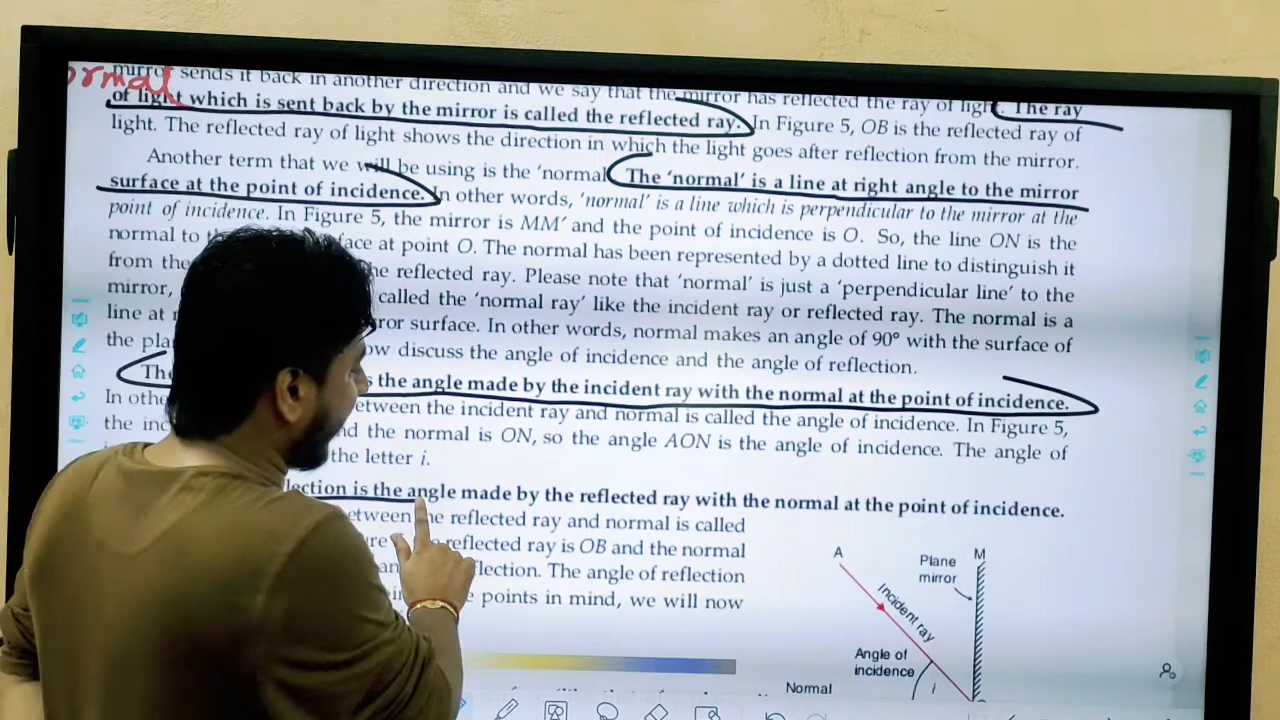 ormal
mirror sends it back in another direction and we say that the mirror has reflected the ray of light. The ray
of light which is sent back by the mirror is called the reflected ray. In Figure 5, OB is the reflected ray of
light. The reflected ray of light shows the direction in which the light goes after reflection from the mirror.
Another term that we will be using is the 'normal The 'normal' is a line at right angle to the mirror
surface at the point of incidence. In other words, 'normal' is a line which is perpendicular to the mirror at the
point of incidence. In Figure 5, the mirror is MM′ and the point of incidence is O. So, the line ON is the
normal to face at point O. The normal has been represented by a dotted line to distinguish it
from the the reflected ray. Please note that 'normal' is just a 'perpendicular line' to the
mirror, called the 'normal ray' like the incident ray or reflected ray. The normal is a
line at ror surface. In other words, normal makes an angle of 90° with the surface of
the pla ow discuss the angle of incidence and the angle of reflection.
The s the angle made by the incident ray with the normal at the point of incidence.
In othe etween the incident ray and normal is called the angle of incidence. In Figure 5,
the inc nd the normal is ON, so the angle AON is the angle of incidence. The angle of
the letter i.
lection is the angle made by the reflected ray with the normal at the point of incidence.
etween the reflected ray and normal is called
ure reflected ray is OB and the normal
an flection. The angle of reflection
points in mind, we will now
A
Plane
mirror
M
Incident ray
Angle of
incidence
i
Normal